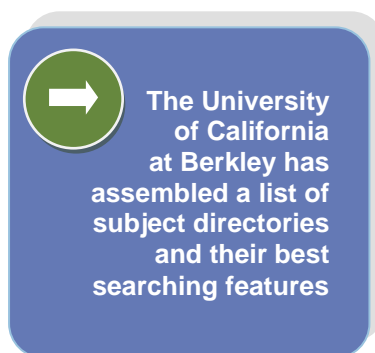 The University
of California
at Berkley has
assembled a list of
subject directories
and their best
searching features